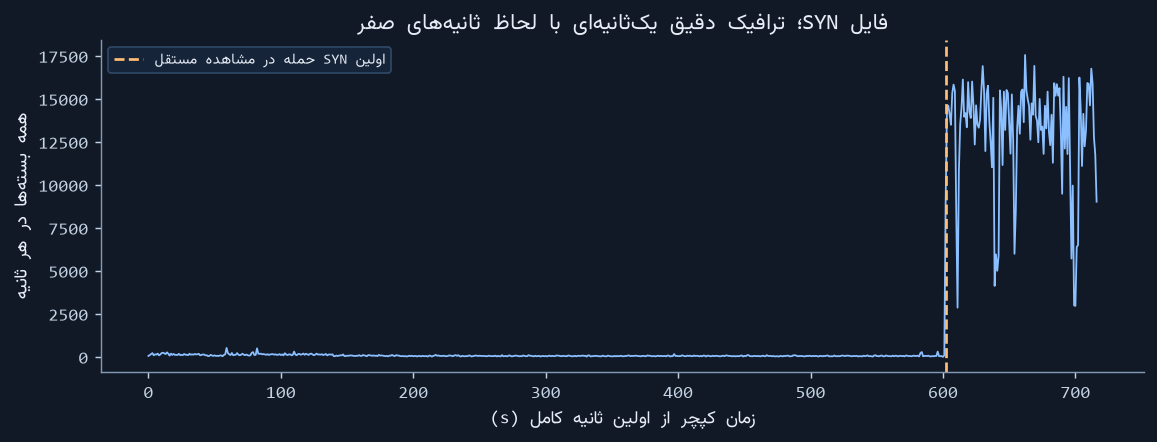 فایل SYN؛ ترافیک دقیق یک‌ثانیه‌ای با لحاظ ثانیه‌های صفر
اولین SYN حمله در مشاهده مستقل
همه بسته‌ها در هر ثانیه
17500
15000
12500
10000
7500
5000
2500
0
0 100 200 300 400 500 600 700
زمان کپچر از اولین ثانیه کامل (s)